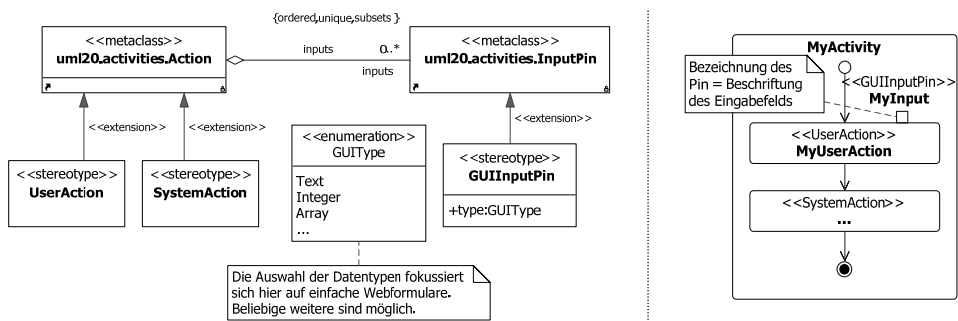 {ordered,unique,subsets }
<<metaclass>>
uml20.activities.Action
inputs
0..*
inputs
<<metaclass>>
uml20.activities.InputPin
<<extension>>
<<extension>>
<<extension>>
<<stereotype>>
UserAction
<<stereotype>>
SystemAction
<<enumeration>>
GUIType
Text
Integer
Array
...
<<stereotype>>
GUIInputPin
+type:GUIType
Die Auswahl der Datentypen fokussiert
sich hier auf einfache Webformulare.
Beliebige weitere sind möglich.
MyActivity
Bezeichnung des
Pin = Beschriftung
des Eingabefelds
<<GUIInputPin>>
MyInput
<<UserAction>>
MyUserAction
<<SystemAction>>
...